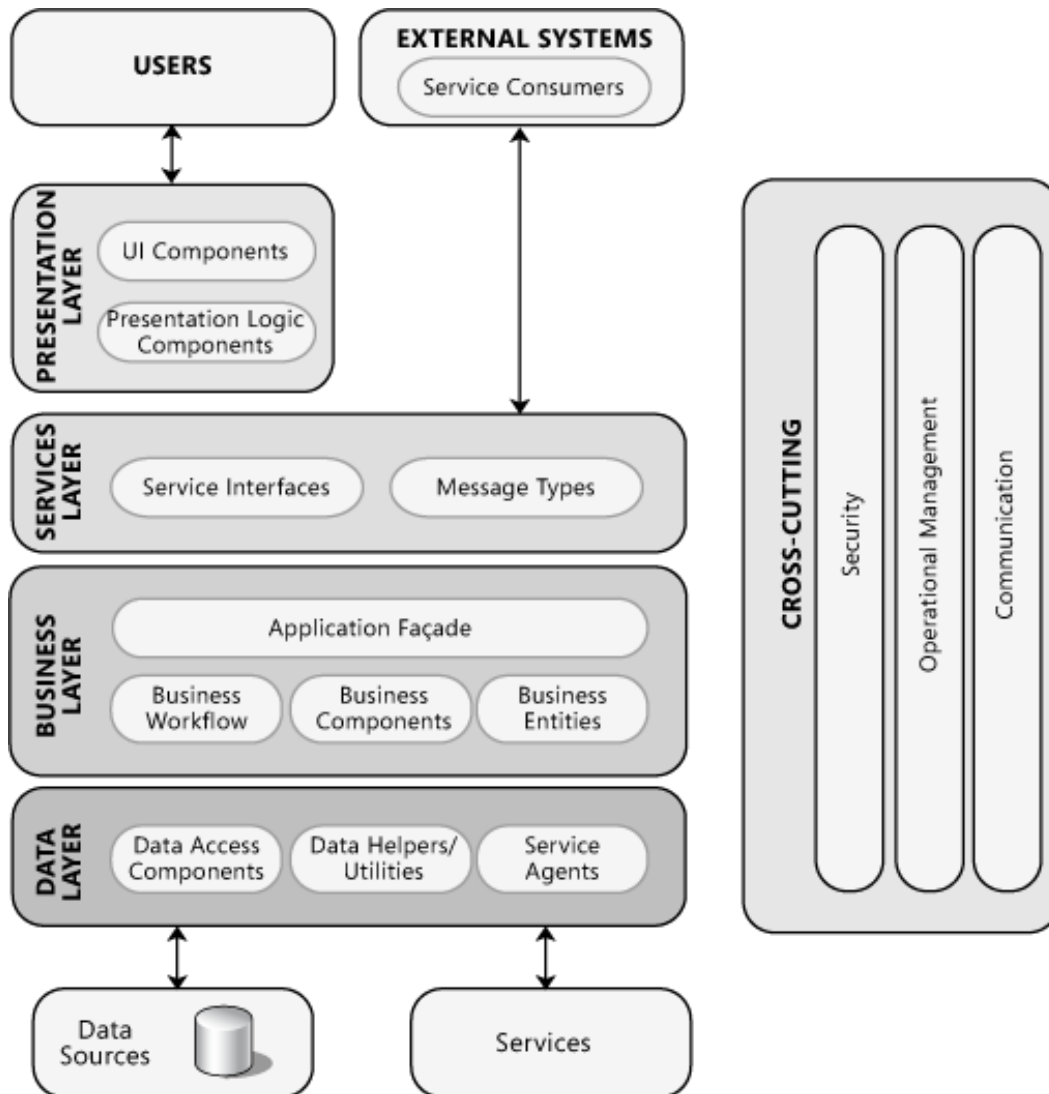 USERS
EXTERNAL SYSTEMS
Service Consumers
PRESENTATION
LAYER
UI Components
Presentation Logic
Components
SERVICES
LAYER
Service Interfaces
Message Types
BUSINESS
LAYER
Application Façade
Business
Workflow
Business
Components
Business
Entities
DATA
LAYER
Data Access
Components
Data Helpers/
Utilities
Service
Agents
Data
Sources
Services
CROSS-CUTTING
Security
Operational Management
Communication